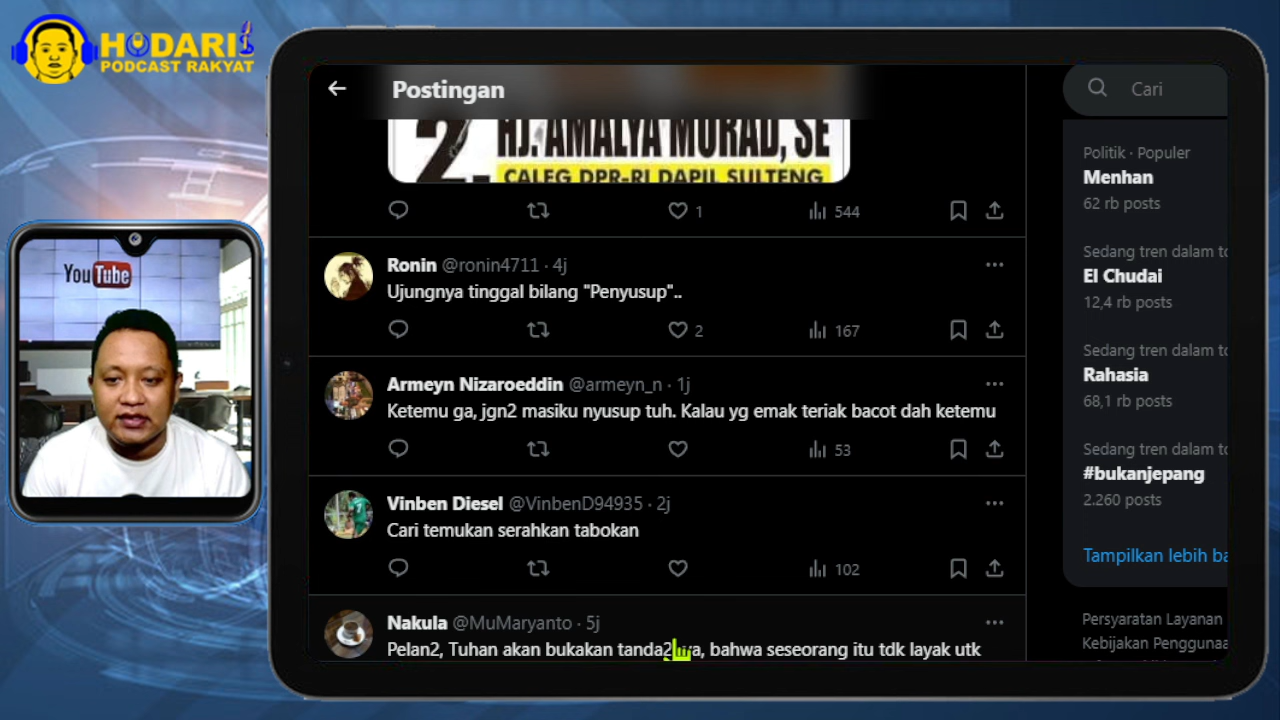 HODARI
PODCAST RAKYAT
YouTube
Postingan
2. HJ. AMALYA MURAD, SE
CALEG DPR-RI DAPIL SULTENG
1
544
Ronin @ronin4711 · 4j
Ujungnya tinggal bilang "Penyusup"..
2
167
Armeyn Nizaroeddin @armeyn_n · 1j
Ketemu ga, jgn2 masiku nyusup tuh. Kalau yg emak teriak bacot dah ketemu
53
Vinben Diesel @VinbenD94935 · 2j
Cari temukan serahkan tabokan
102
Nakula @MuMaryanto · 5j
Pelan2, Tuhan akan bukakan tanda2nya, bahwa seseorang itu tdk layak utk
Cari
Politik · Populer
Menhan
62 rb posts
Sedang tren dalam to
El Chudai
12,4 rb posts
Sedang tren dalam to
Rahasia
68,1 rb posts
Sedang tren dalam to
#bukanjepang
2.260 posts
Tampilkan lebih ba
Persyaratan Layanan
Kebijakan Penggunaa